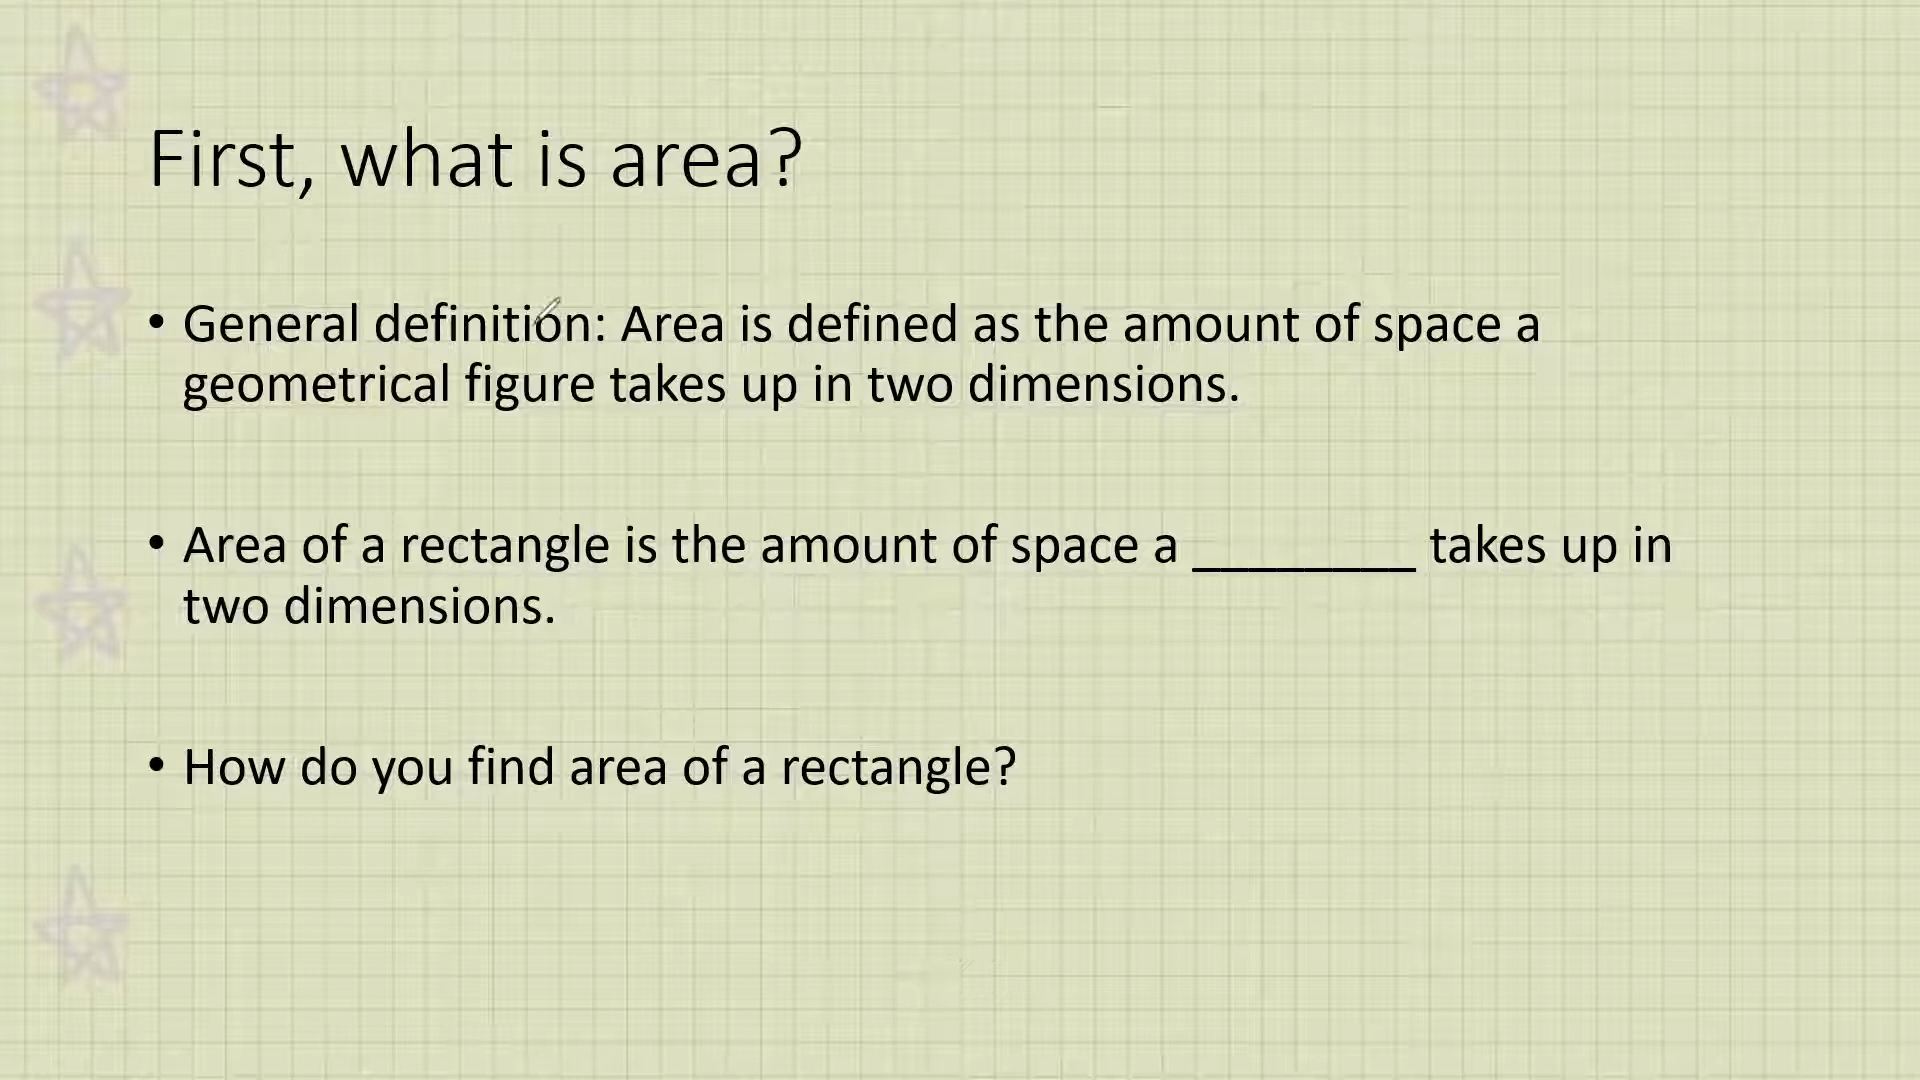 First, what is area?
• General definition: Area is defined as the amount of space a
geometrical figure takes up in two dimensions.
• Area of a rectangle is the amount of space a ________ takes up in
two dimensions.
• How do you find area of a rectangle?